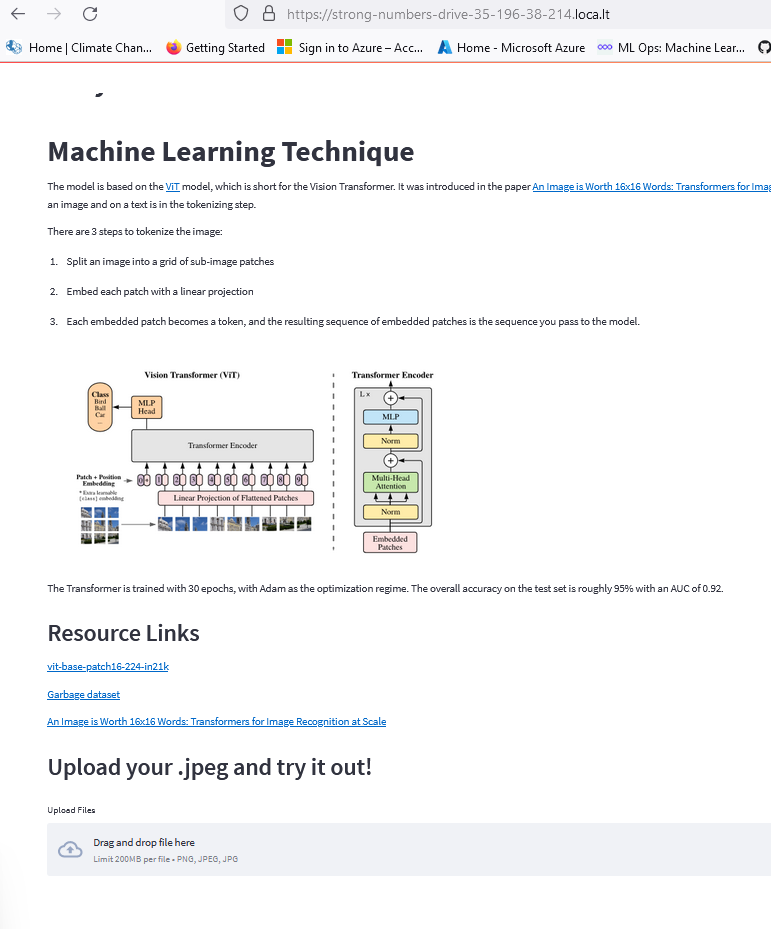 https://strong-numbers-drive-35-196-38-214.loca.lt
Home | Climate Chan...
Getting Started
Sign in to Azure – Acc...
Home - Microsoft Azure
ML Ops: Machine Lear...
Machine Learning Technique
The model is based on the ViT model, which is short for the Vision Transformer. It was introduced in the paper An Image is Worth 16x16 Words: Transformers for Imag
an image and on a text is in the tokenizing step.
There are 3 steps to tokenize the image:
1. Split an image into a grid of sub-image patches
2. Embed each patch with a linear projection
3. Each embedded patch becomes a token, and the resulting sequence of embedded patches is the sequence you pass to the model.
Vision Transformer (ViT)
Class
Bird
Ball
Car
...
MLP
Head
Transformer Encoder
Patch + Position
Embedding
* Extra learnable
[class] embedding
0 * 1 2 3 4 5 6 7 8 9
Linear Projection of Flattened Patches
Transformer Encoder
L x
+
MLP
Norm
+
Multi-Head
Attention
Norm
Embedded
Patches
The Transformer is trained with 30 epochs, with Adam as the optimization regime. The overall accuracy on the test set is roughly 95% with an AUC of 0.92.
Resource Links
vit-base-patch16-224-in21k
Garbage dataset
An Image is Worth 16x16 Words: Transformers for Image Recognition at Scale
Upload your .jpeg and try it out!
Upload Files
Drag and drop file here
Limit 200MB per file • PNG, JPEG, JPG